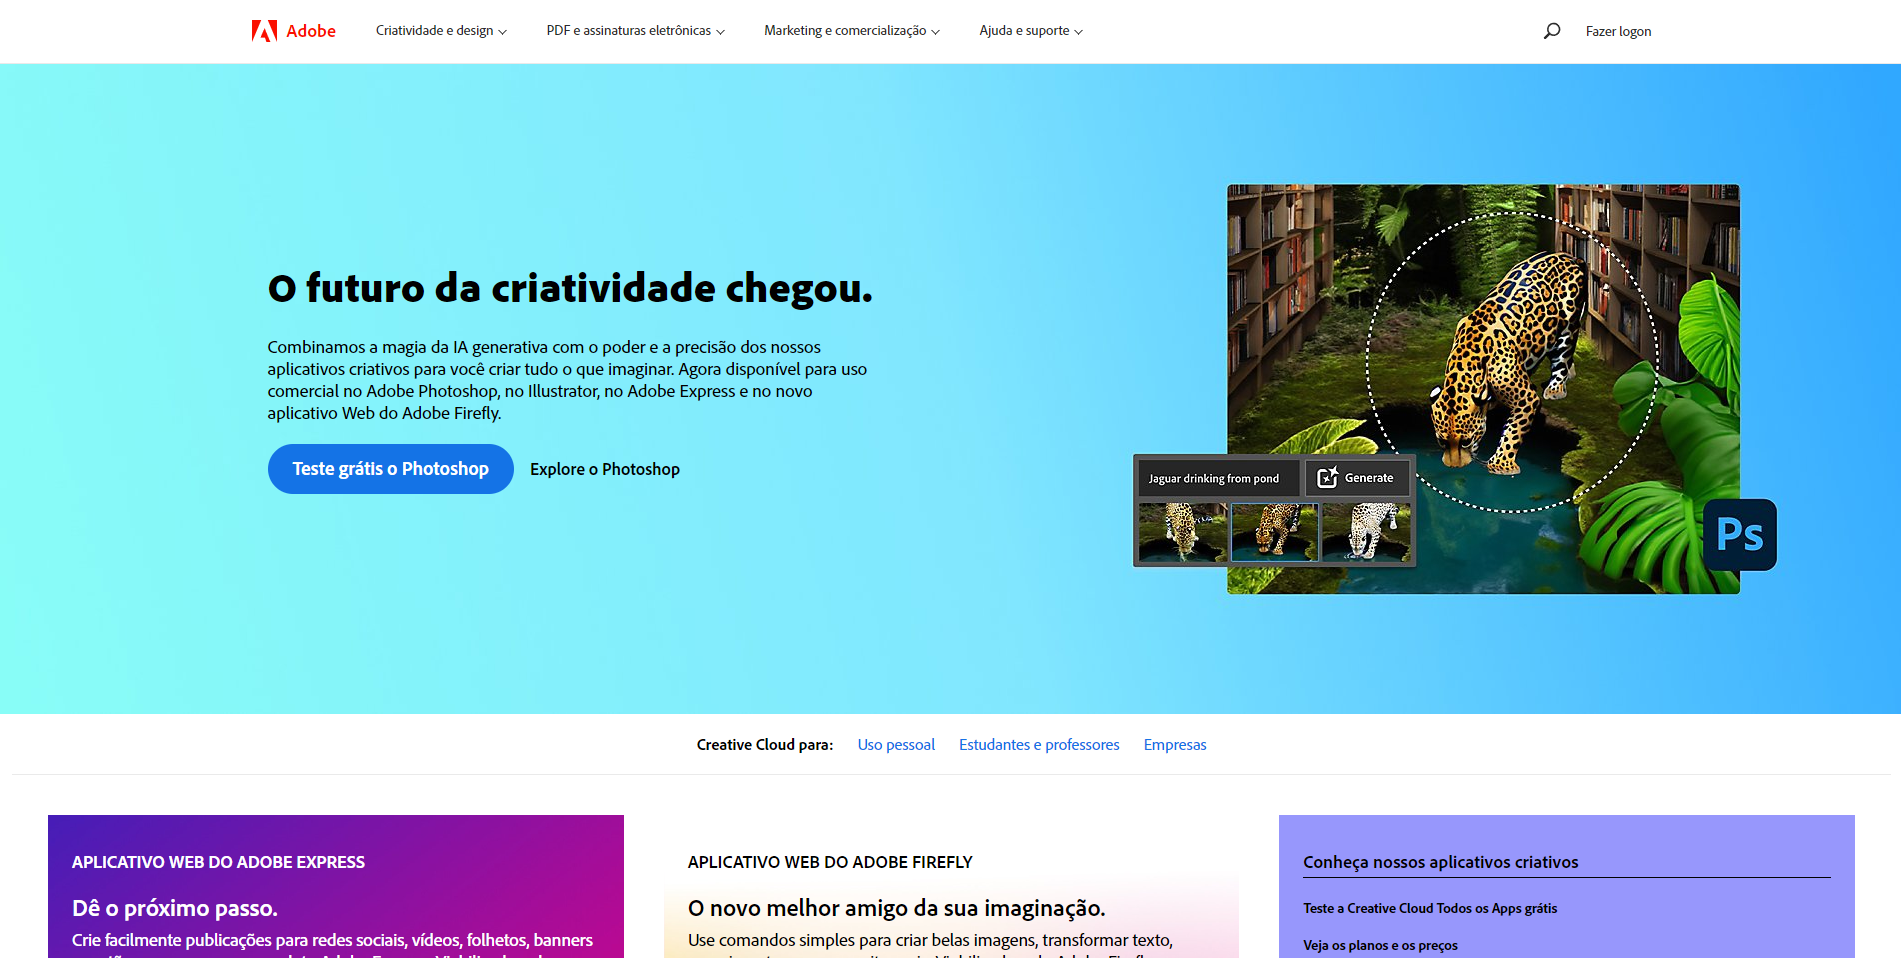 Adobe
Criatividade e design
PDF e assinaturas eletrônicas
Marketing e comercialização
Ajuda e suporte
Fazer logon
O futuro da criatividade chegou.
Combinamos a magia da IA generativa com o poder e a precisão dos nossos
aplicativos criativos para você criar tudo o que imaginar. Agora disponível para uso
comercial no Adobe Photoshop, no Illustrator, no Adobe Express e no novo
aplicativo Web do Adobe Firefly.
Teste grátis o Photoshop
Explore o Photoshop
Jaguar drinking from pond
Generate
Ps
Creative Cloud para:
Uso pessoal
Estudantes e professores
Empresas
APLICATIVO WEB DO ADOBE EXPRESS
Dê o próximo passo.
Crie facilmente publicações para redes sociais, vídeos, folhetos, banners
APLICATIVO WEB DO ADOBE FIREFLY
O novo melhor amigo da sua imaginação.
Use comandos simples para criar belas imagens, transformar texto,
Conheça nossos aplicativos criativos
Teste a Creative Cloud Todos os Apps grátis
Veja os planos e os preços